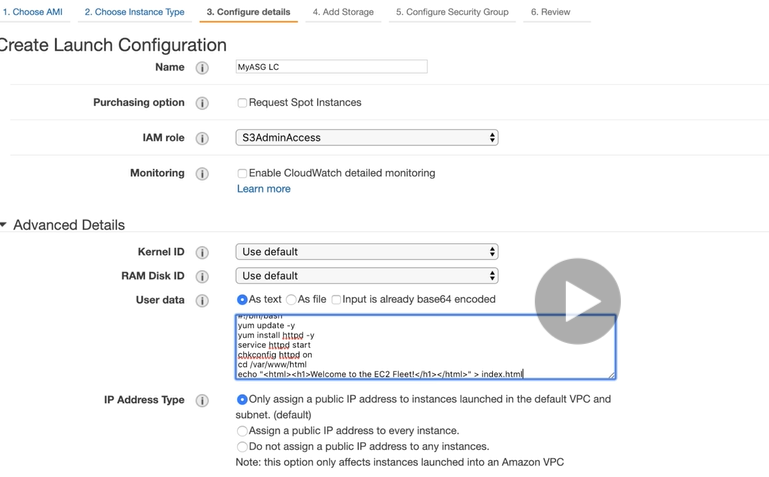 1. Choose AMI 2. Choose Instance Type 3. Configure details 4. Add Storage 5. Configure Security Group 6. Review
Create Launch Configuration
Name i MyASG LC
Purchasing option i Request Spot Instances
IAM role i S3AdminAccess
Monitoring i Enable CloudWatch detailed monitoring
Learn more
Advanced Details
Kernel ID i Use default
RAM Disk ID i Use default
User data i As text As file Input is already base64 encoded
#!/bin/bash
yum update -y
yum install httpd -y
service httpd start
chkconfig httpd on
cd /var/www/html
echo "<html><h1>Welcome to the EC2 Fleet!</h1></html>" > index.html
IP Address Type i Only assign a public IP address to instances launched in the default VPC and
subnet. (default)
Assign a public IP address to every instance.
Do not assign a public IP address to any instances.
Note: this option only affects instances launched into an Amazon VPC